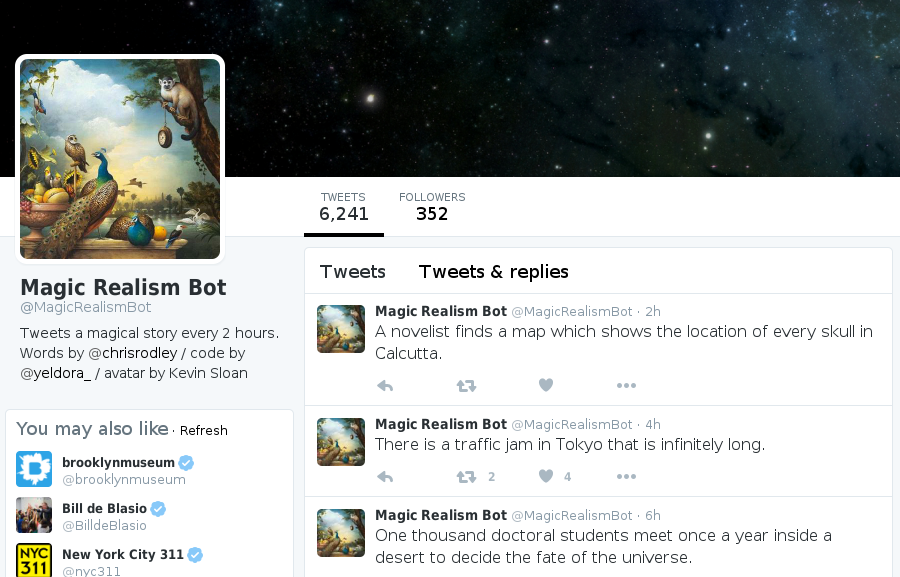 TWEETS
6,241
FOLLOWERS
352
Magic Realism Bot
@MagicRealismBot
Tweets a magical story every 2 hours.
Words by @chrisrodley / code by
@yeldora_ / avatar by Kevin Sloan
You may also like · Refresh
brooklynmuseum
@brooklynmuseum
Bill de Blasio
@BilldeBlasio
NYC
311
New York City 311
@nyc311
Tweets
Tweets & replies
Magic Realism Bot @MagicRealismBot · 2h
A novelist finds a map which shows the location of every skull in
Calcutta.
Magic Realism Bot @MagicRealismBot · 4h
There is a traffic jam in Tokyo that is infinitely long.
2 4
Magic Realism Bot @MagicRealismBot · 6h
One thousand doctoral students meet once a year inside a
desert to decide the fate of the universe.